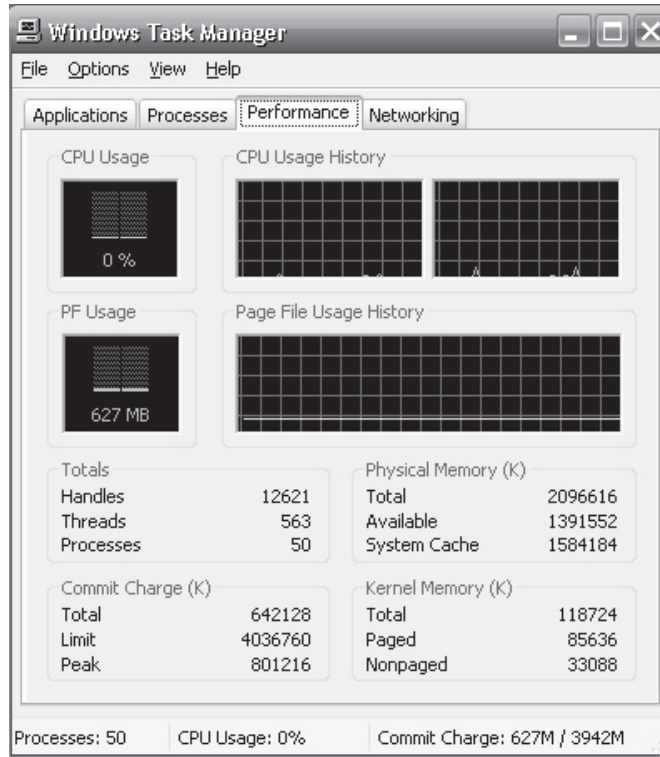 Windows Task Manager
File Options View Help
Applications Processes Performance Networking
CPU Usage
0 %
CPU Usage History
PF Usage
627 MB
Page File Usage History
Totals
Handles 12621
Threads 563
Processes 50
Physical Memory (K)
Total 2096616
Available 1391552
System Cache 1584184
Commit Charge (K)
Total 642128
Limit 4036760
Peak 801216
Kernel Memory (K)
Total 118724
Paged 85636
Nonpaged 33088
Processes: 50 CPU Usage: 0% Commit Charge: 627M / 3942M